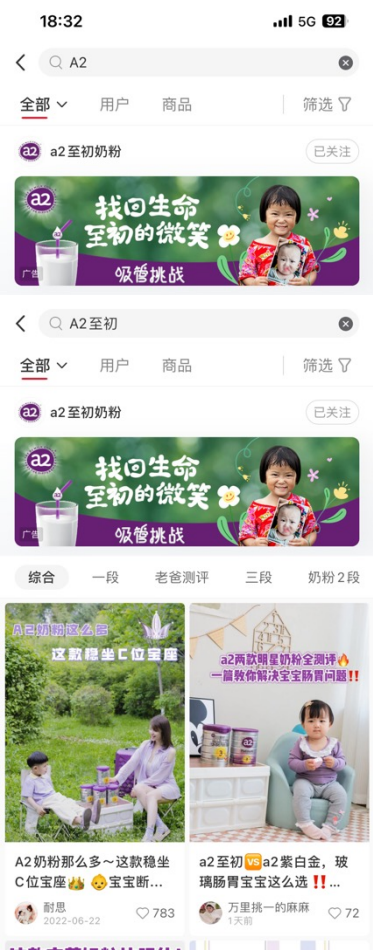 18:32
5G
92
A2
全部
用户
商品
筛选
a2
a2至初奶粉
已关注
a2
找回生命
至初的微笑
a2
吸管挑战
广告
A2至初
全部
用户
商品
筛选
a2
a2至初奶粉
已关注
a2
找回生命
至初的微笑
a2
吸管挑战
广告
综合
一段
老爸测评
三段
奶粉2段
A2奶粉这么多
这款稳坐C位宝座
A2奶粉那么多～这款稳坐
C位宝座👑 👶宝宝断...
耐思
2022-06-22
783
a2两款明星奶粉全测评🔥
一篇教你解决宝宝肠胃问题‼️
a2
a2至初🆚a2紫白金，玻
璃肠胃宝宝这么选 ‼️...
万里挑一的麻麻
1天前
72